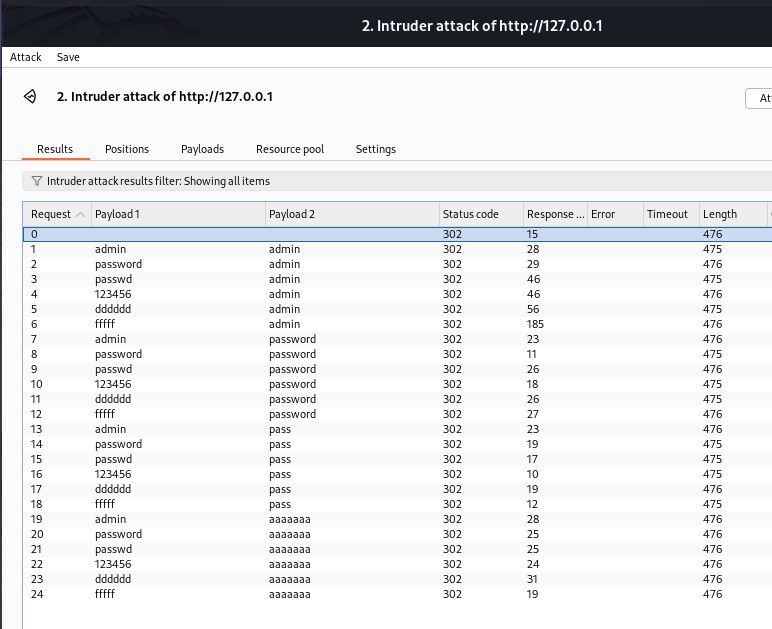 2. Intruder attack of http://127.0.0.1
Attack Save
2. Intruder attack of http://127.0.0.1
At
Results Positions Payloads Resource pool Settings
Intruder attack results filter: Showing all items
Request Payload 1 Payload 2 Status code Response ... Error Timeout Length
0 302 15 476
1 admin admin 302 28 475
2 password admin 302 29 476
3 passwd admin 302 46 475
4 123456 admin 302 46 476
5 dddddd admin 302 56 475
6 fffff admin 302 185 476
7 admin password 302 23 476
8 password password 302 11 475
9 passwd password 302 26 476
10 123456 password 302 18 475
11 dddddd password 302 26 475
12 fffff password 302 27 476
13 admin pass 302 23 476
14 password pass 302 19 475
15 passwd pass 302 17 475
16 123456 pass 302 10 476
17 dddddd pass 302 19 476
18 fffff pass 302 12 475
19 admin aaaaaaa 302 28 476
20 password aaaaaaa 302 25 476
21 passwd aaaaaaa 302 25 476
22 123456 aaaaaaa 302 24 476
23 dddddd aaaaaaa 302 31 476
24 fffff aaaaaaa 302 19 476